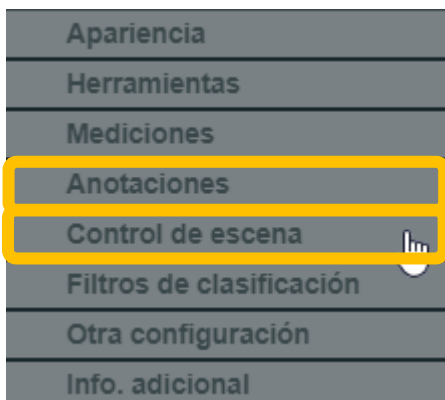 Apariencia
Herramientas
Mediciones
Anotaciones
Control de escena
Filtros de clasificación
Otra configuración
Info. adicional